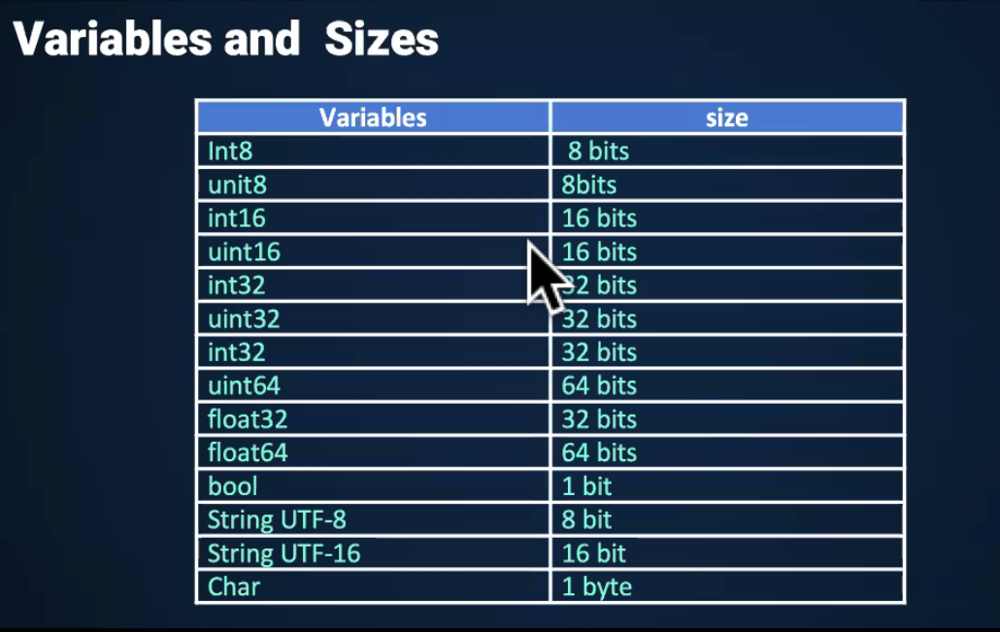 Variables and Sizes
Variables size
Int8 8 bits
unit8 8bits
int16 16 bits
uint16 16 bits
int32 32 bits
uint32 32 bits
int32 32 bits
uint64 64 bits
float32 32 bits
float64 64 bits
bool 1 bit
String UTF-8 8 bit
String UTF-16 16 bit
Char 1 byte